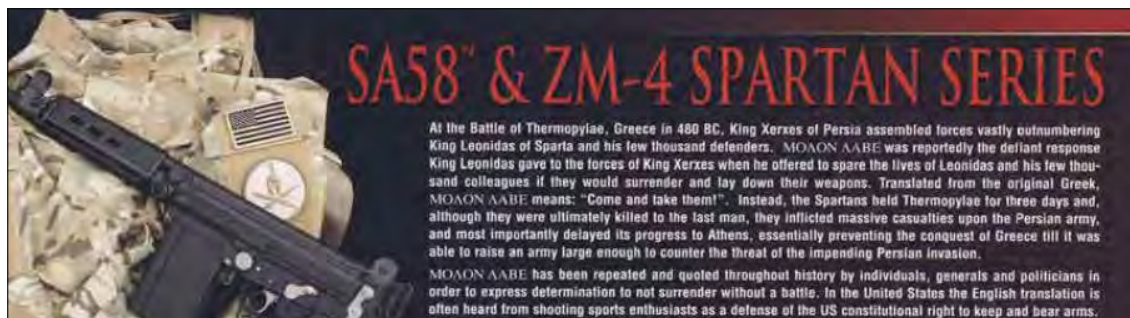 SA58™ & ZM-4 SPARTAN SERIES
At the Battle of Thermopylae, Greece in 480 BC, King Xerxes of Persia assembled forces vastly outnumbering
King Leonidas of Sparta and his few thousand defenders. ΜΟΛΟΝ ΛΑΒΕ was reportedly the defiant response
King Leonidas gave to the forces of King Xerxes when he offered to spare the lives of Leonidas and his few thou-
sand colleagues if they would surrender and lay down their weapons. Translated from the original Greek,
ΜΟΛΟΝ ΛΑΒΕ means: “Come and take them!”. Instead, the Spartans held Thermopylae for three days and,
although they were ultimately killed to the last man, they inflicted massive casualties upon the Persian army,
and most importantly delayed its progress to Athens, essentially preventing the conquest of Greece till it was
able to raise an army large enough to counter the threat of the impending Persian invasion.
ΜΟΛΟΝ ΛΑΒΕ has been repeated and quoted throughout history by individuals, generals and politicians in
order to express determination to not surrender without a battle. In the United States the English translation is
often heard from shooting sports enthusiasts as a defense of the US constitutional right to keep and bear arms.